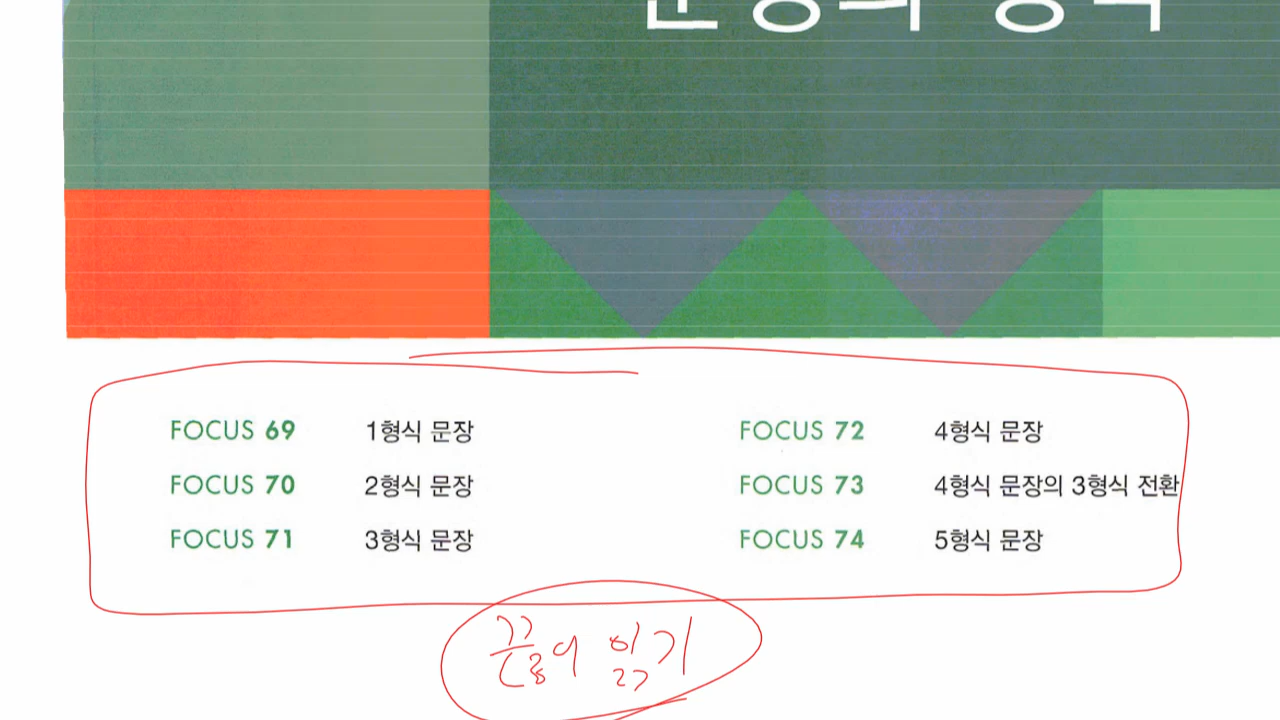 FOCUS 69 1형식 문장
FOCUS 70 2형식 문장
FOCUS 71 3형식 문장
FOCUS 72 4형식 문장
FOCUS 73 4형식 문장의 3형식 전환
FOCUS 74 5형식 문장
끊어 읽기